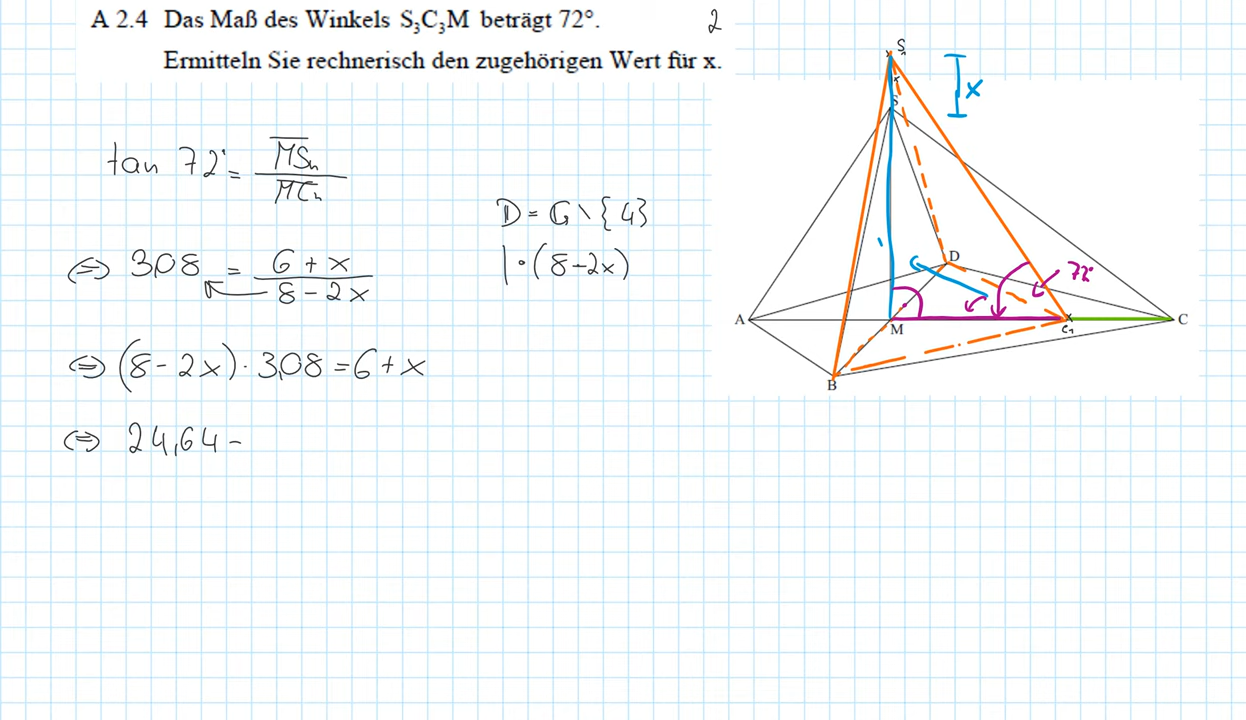 A 2.4 Das Maß des Winkels S₃C₃M beträgt 72°. 2
Ermitteln Sie rechnerisch den zugehörigen Wert für x.
tan 72° = MSₙ / MCₙ
D = G \ {4}
⇔ 3,08 = 6 + x / 8 - 2x | · (8-2x)
⇔ (8 - 2x) · 3,08 = 6 + x
⇔ 24,64 -
S₁
x
S
D
72°
A
M
C₁
C
B